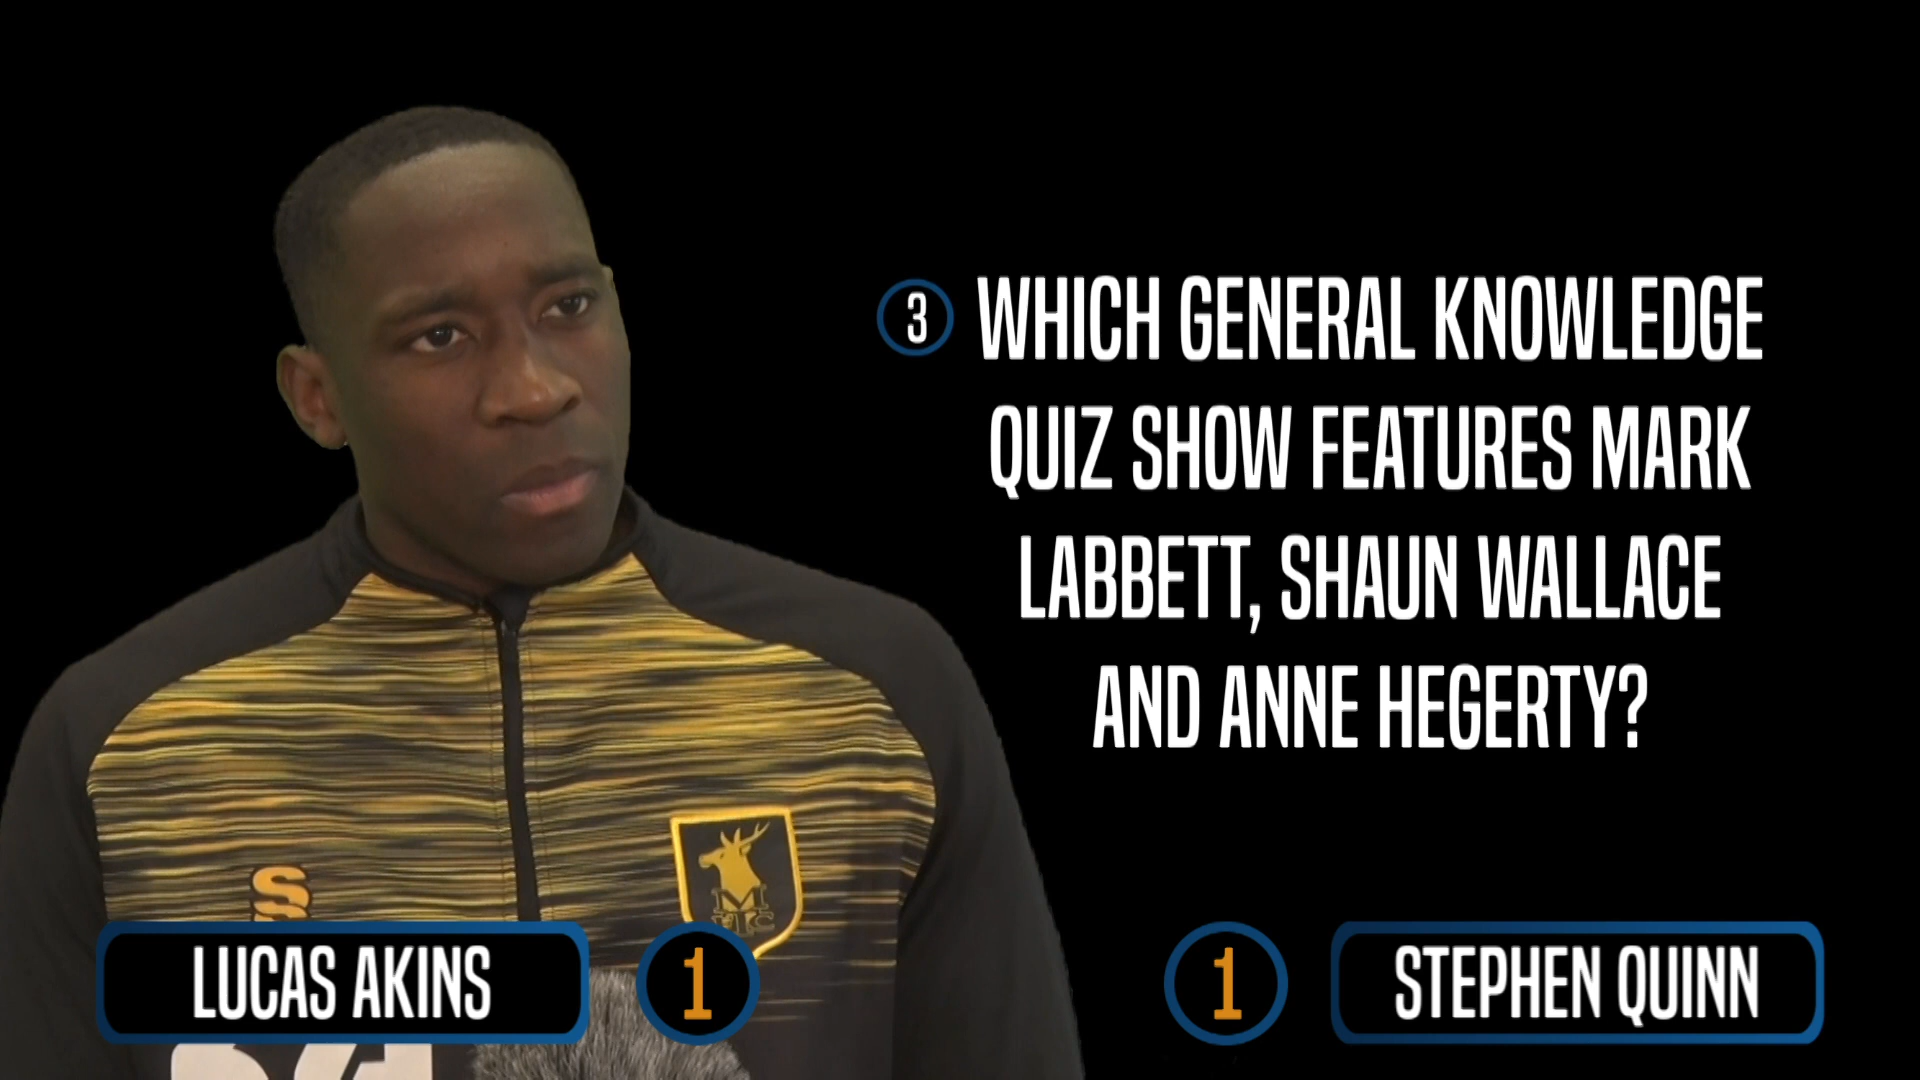 3 WHICH GENERAL KNOWLEDGE
QUIZ SHOW FEATURES MARK
LABBETT, SHAUN WALLACE
AND ANNE HEGERTY?
M
F C
LUCAS AKINS 1
1 STEPHEN QUINN